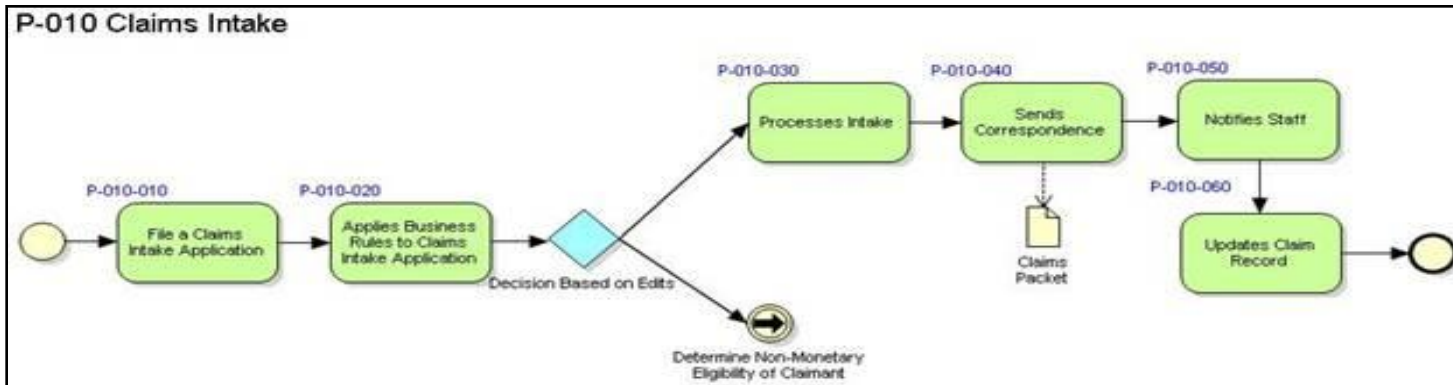 P-010 Claims Intake
P-010-010
File a Claims
Intake Application
P-010-020
Applies Business
Rules to Claims
Intake Application
Decision Based on Edits
P-010-030
Processes Intake
P-010-040
Sends
Correspondence
Claims
Packet
P-010-050
Notifies Staff
P-010-060
Updates Claim
Record
Determine Non-Monetary
Eligibility of Claimant